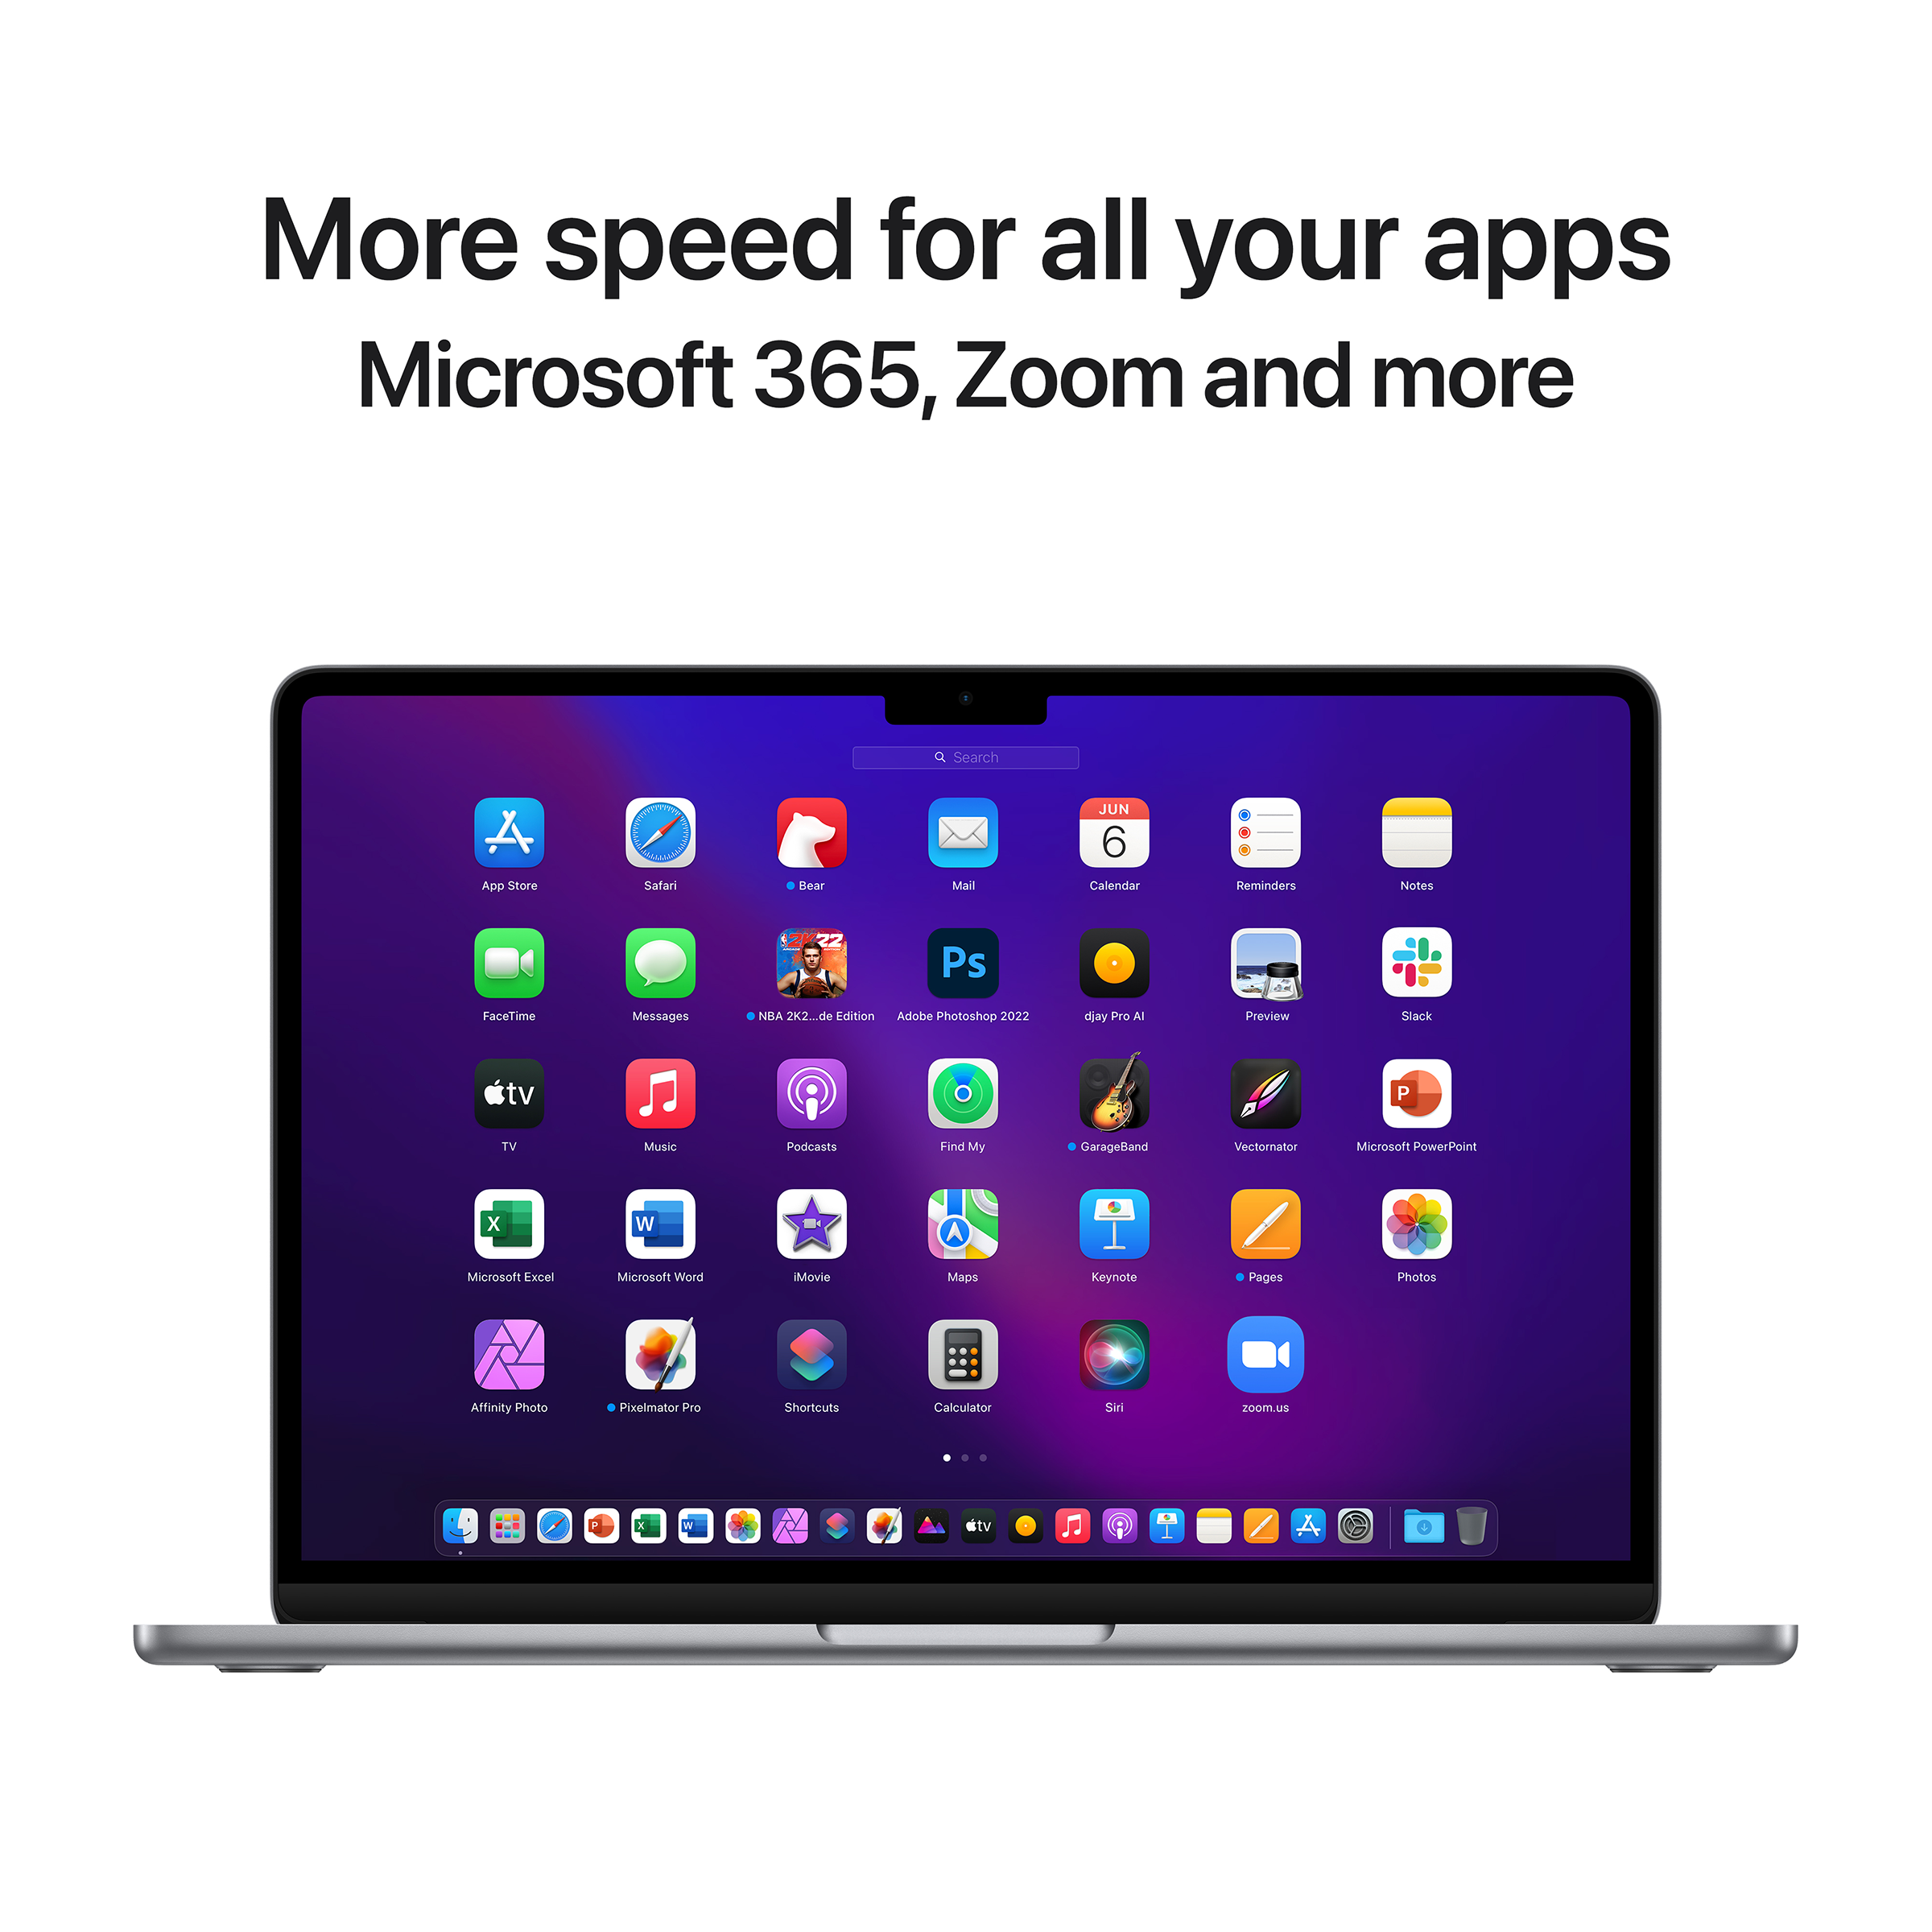 More speed for all your apps
Microsoft 365, Zoom and more
Search
JUN
6
App Store
Safari
Bear
Mail
Calendar
Reminders
Notes
2K22
Ps
FaceTime
Messages
NBA 2K2...de Edition
Adobe Photoshop 2022
djay Pro AI
Preview
Slack
tv
P
TV
Music
Podcasts
Find My
GarageBand
Vectornator
Microsoft PowerPoint
X
W
Microsoft Excel
Microsoft Word
iMovie
Maps
Keynote
Pages
Photos
Affinity Photo
Pixelmator Pro
Shortcuts
Calculator
Siri
zoom.us
P
X
W
tv